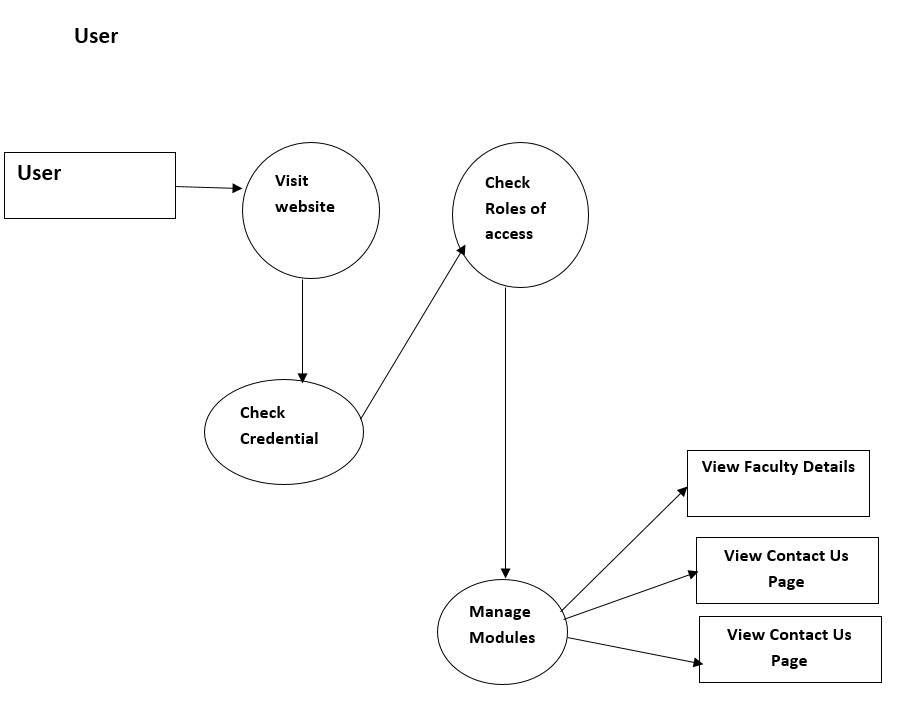 User
User
Visit
website
Check
Roles of
access
Check
Credential
Manage
Modules
View Faculty Details
View Contact Us
Page
View Contact Us
Page